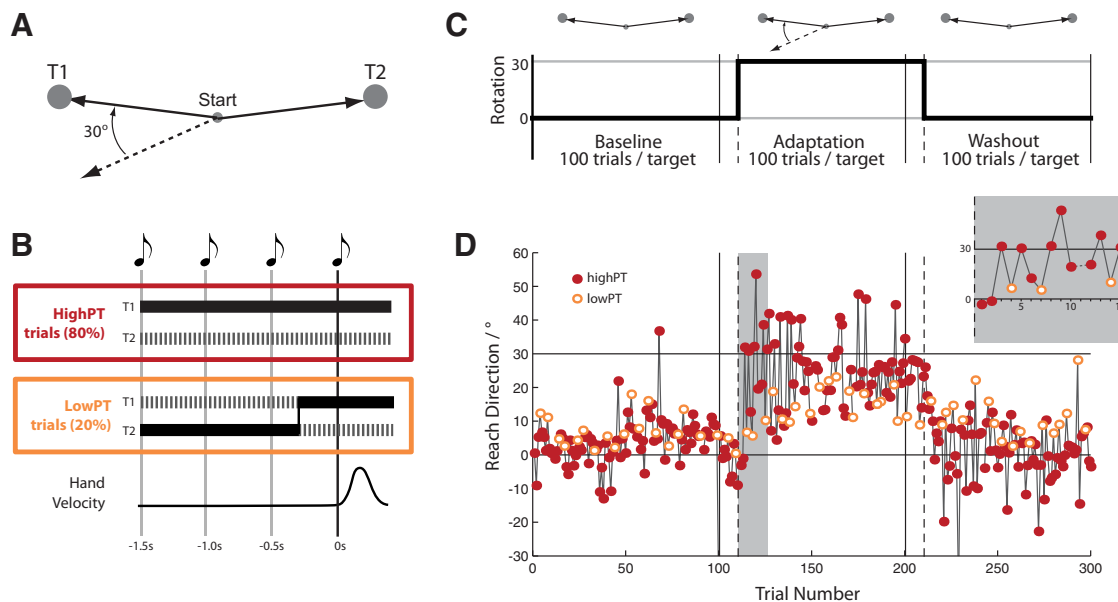 A
T1
T2
Start
30°
B
HighPT
trials (80%)
T1
T2
LowPT
trials (20%)
T1
T2
Hand
Velocity
-1.5s
-1.0s
-0.5s
0s
C
Rotation
30
0
Baseline
100 trials / target
Adaptation
100 trials / target
Washout
100 trials / target
D
Reach Direction / °
60
50
40
30
20
10
0
-10
-20
-30
highPT
lowPT
0
50
100
150
200
250
300
Trial Number
30
0
5
10